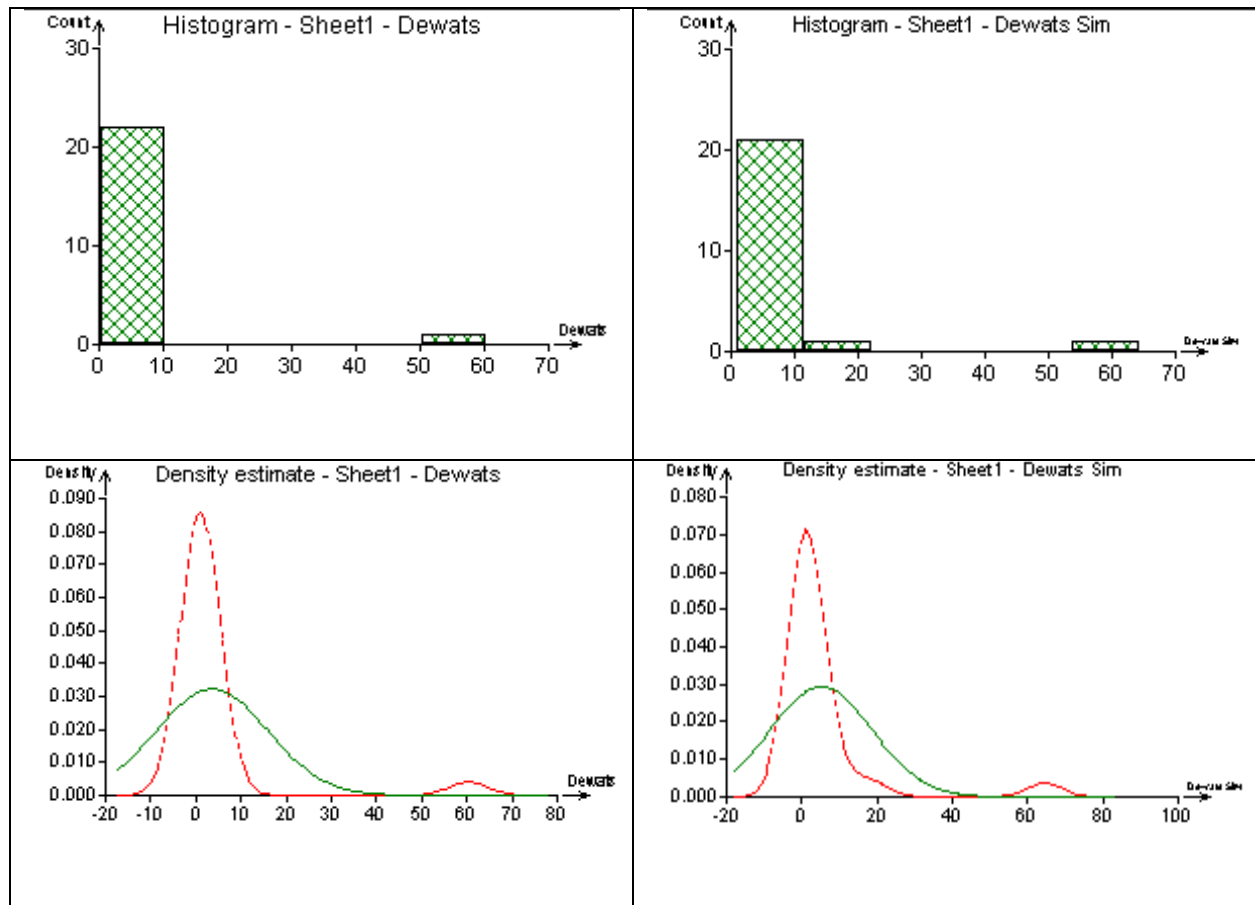 Count
Histogram - Sheet1 - Dewats
30
20
10
0
0 10 20 30 40 50 60 70
Dewats
Count
Histogram - Sheet1 - Dewats Sim
30
20
10
0
0 10 20 30 40 50 60 70
Dewats Sim
Density
Density estimate - Sheet1 - Dewats
0.090
0.080
0.070
0.060
0.050
0.040
0.030
0.020
0.010
0.000
-20 -10 0 10 20 30 40 50 60 70 80
Dewats
Density
Density estimate - Sheet1 - Dewats Sim
0.080
0.070
0.060
0.050
0.040
0.030
0.020
0.010
0.000
-20 0 20 40 60 80 100
Dewats Sim